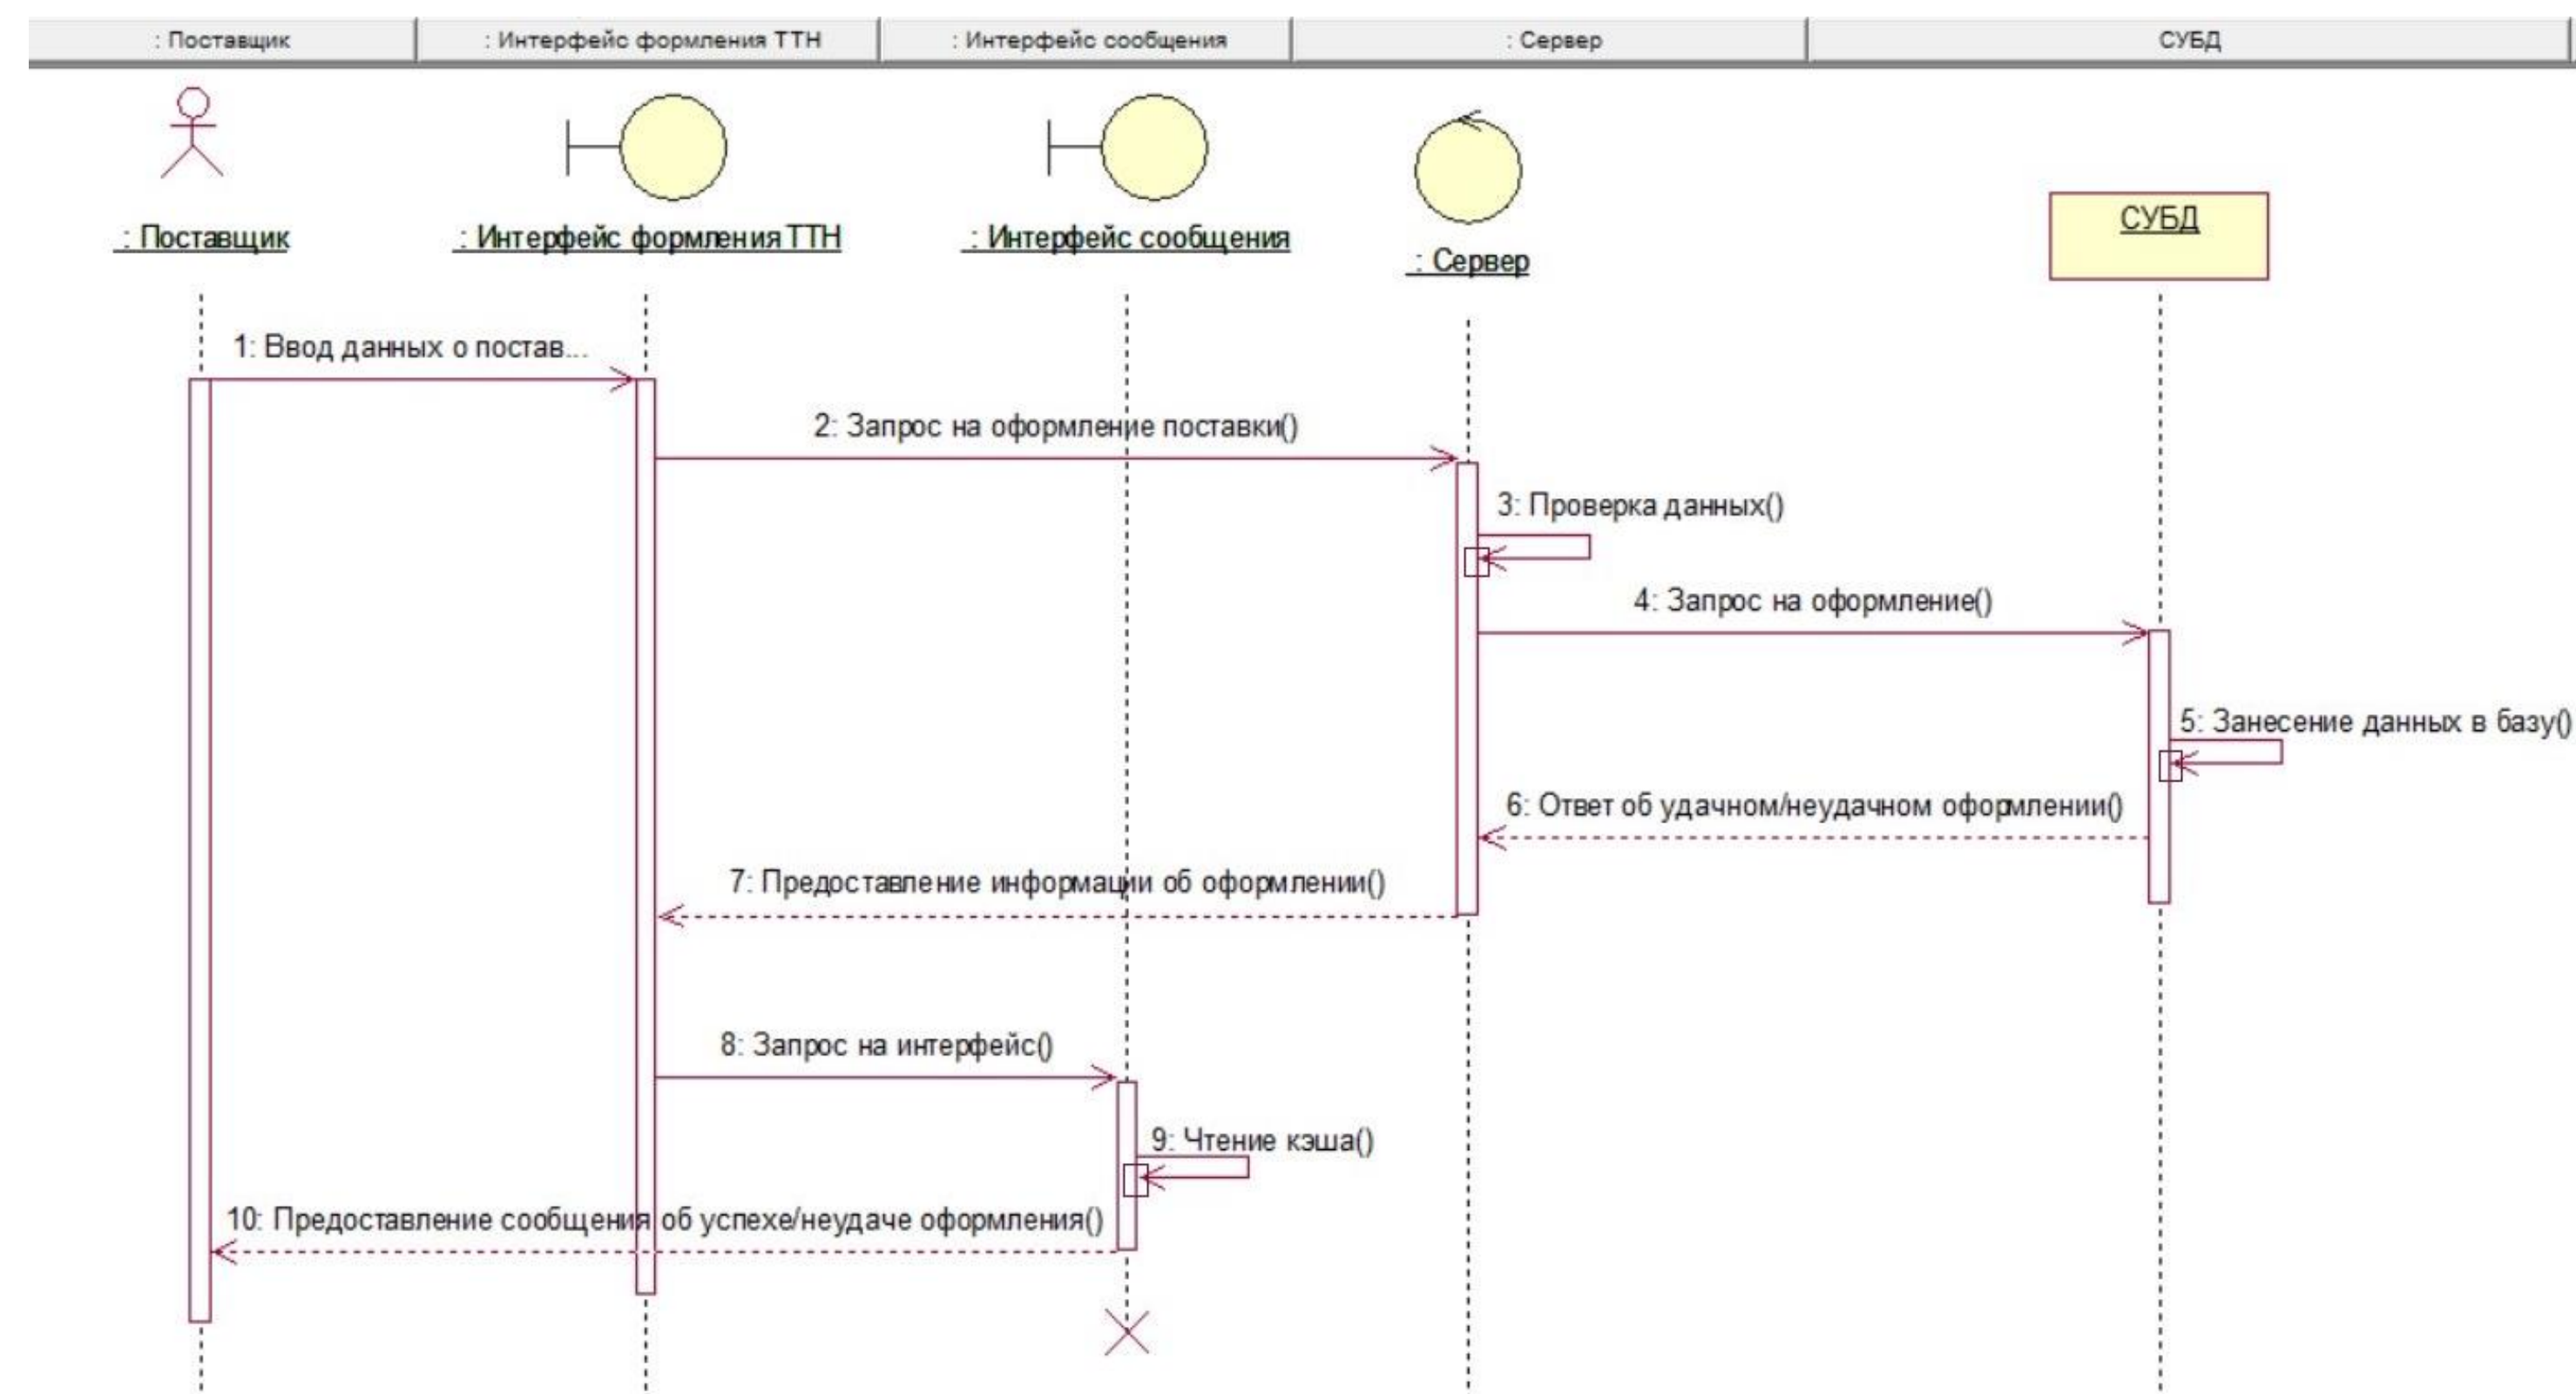 : Поставщик
: Интерфейс формления ТТН
: Интерфейс сообщения
: Сервер
СУБД
: Поставщик
: Интерфейс формления ТТН
: Интерфейс сообщения
: Сервер
СУБД
1: Ввод данных о постав...
2: Запрос на оформление поставки()
3: Проверка данных()
4: Запрос на оформление()
5: Занесение данных в базу()
6: Ответ об удачном/неудачном оформлении()
7: Предоставление информации об оформлении()
8: Запрос на интерфейс()
9: Чтение кэша()
10: Предоставление сообщения об успехе/неудаче оформления()